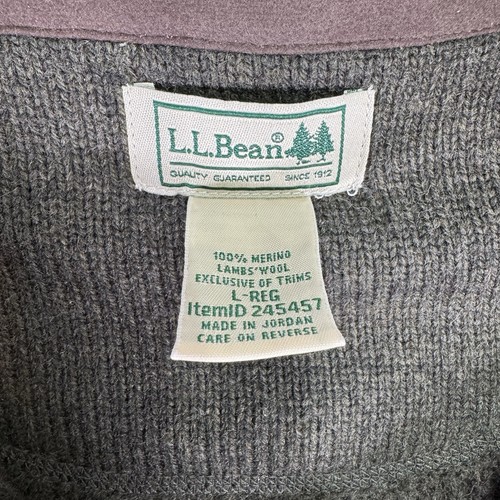 L.L.Bean®
QUALITY GUARANTEED SINCE 1912
100% MERINO
LAMBS' WOOL
EXCLUSIVE OF TRIMS
L-REG
ItemID 245457
MADE IN JORDAN
CARE ON REVERSE